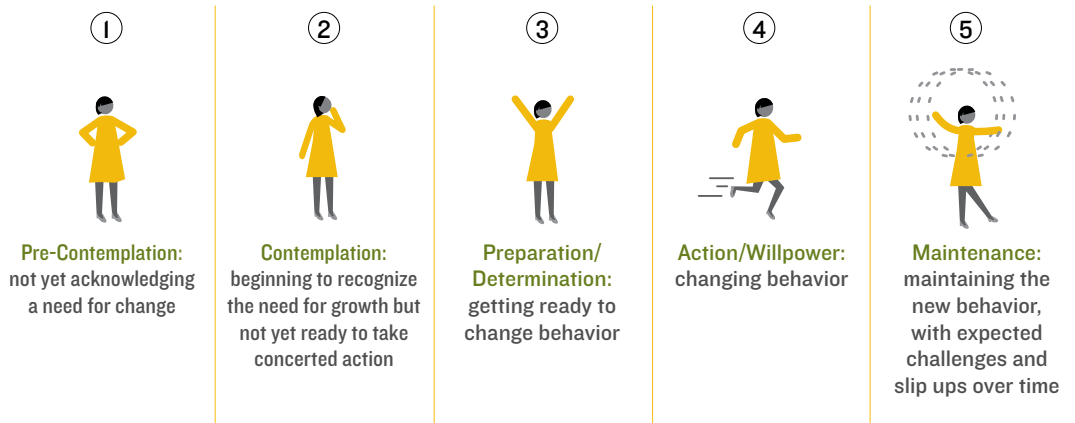 1
Pre-Contemplation:
not yet acknowledging
a need for change
2
Contemplation:
beginning to recognize
the need for growth but
not yet ready to take
concerted action
3
Preparation/
Determination:
getting ready to
change behavior
4
Action/Willpower:
changing behavior
5
Maintenance:
maintaining the
new behavior,
with expected
challenges and
slip ups over time